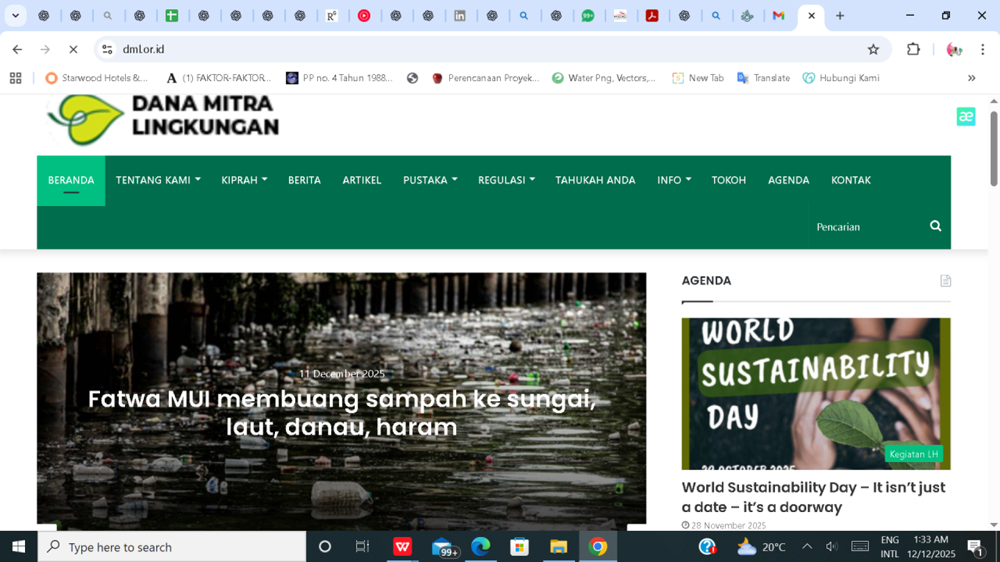 99+
dml.or.id
Starwood Hotels &...
(1) FAKTOR-FAKTOR...
PP no. 4 Tahun 1988...
Perencanaan Proyek...
Water Png, Vectors,...
New Tab
Translate
Hubungi Kami
»
DANA MITRA
LINGKUNGAN
æ
BERANDA
TENTANG KAMI
KIPRAH
BERITA
ARTIKEL
PUSTAKA
REGULASI
TAHUKAH ANDA
INFO
TOKOH
AGENDA
KONTAK
Pencarian
11 December 2025
Fatwa MUI membuang sampah ke sungai,
laut, danau, haram
AGENDA
WORLD
SUSTAINABILITY
DAY
Kegiatan LH
World Sustainability Day – It isn't just
a date – it's a doorway
28 November 2025
Type here to search
99+
20°C
ENG
INTL
1:33 AM
12/12/2025
1